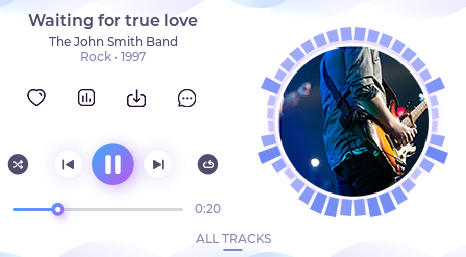 Waiting for true love
The John Smith Band
Rock • 1997
0:20
ALL TRACKS